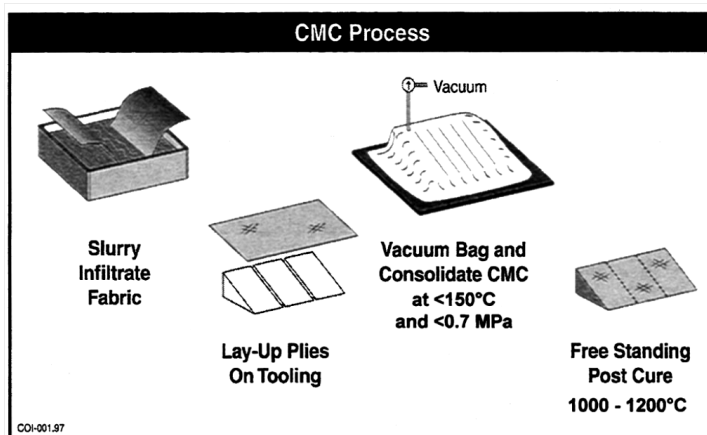 CMC Process
Vacuum
Slurry
Infiltrate
Fabric
Lay-Up Plies
On Tooling
Vacuum Bag and
Consolidate CMC
at <150°C
and <0.7 MPa
Free Standing
Post Cure
1000 - 1200°C
COI-001.97